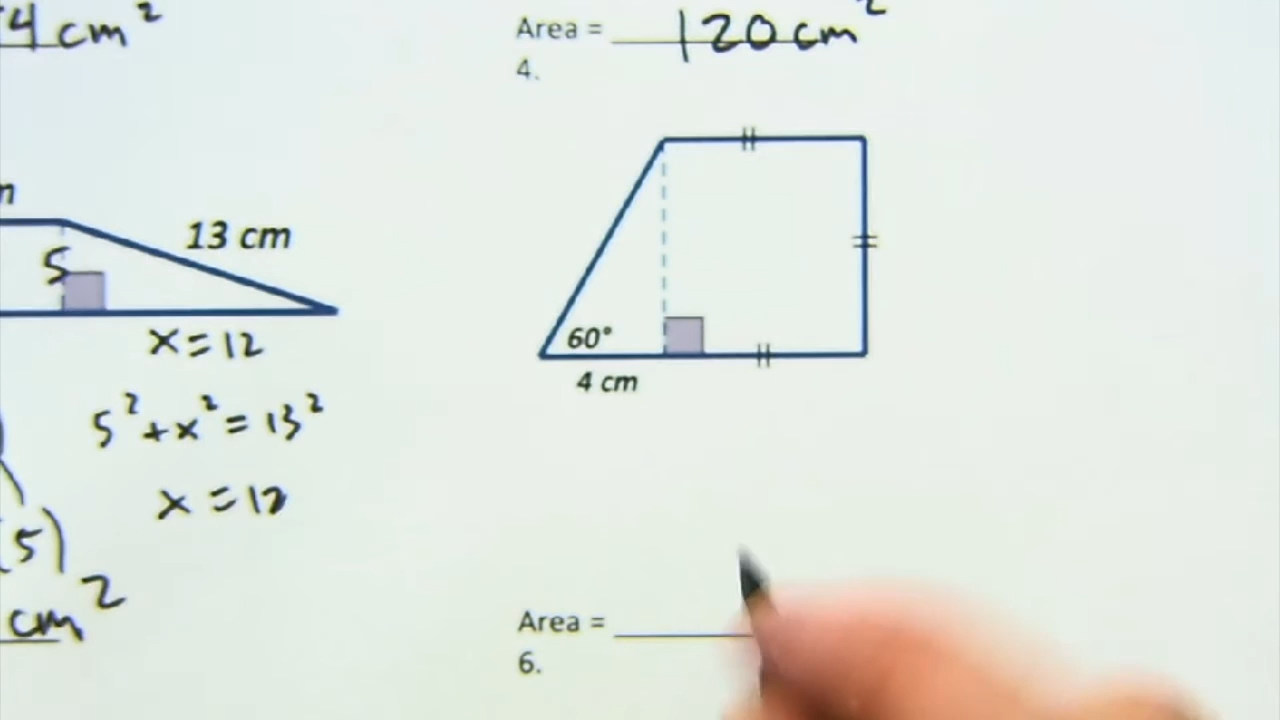 4 cm²
13 cm
5
x = 12
5² + x² = 13²
x = 12
(5)
cm²
Area = 120 cm²
4.
60°
4 cm
Area =
6.